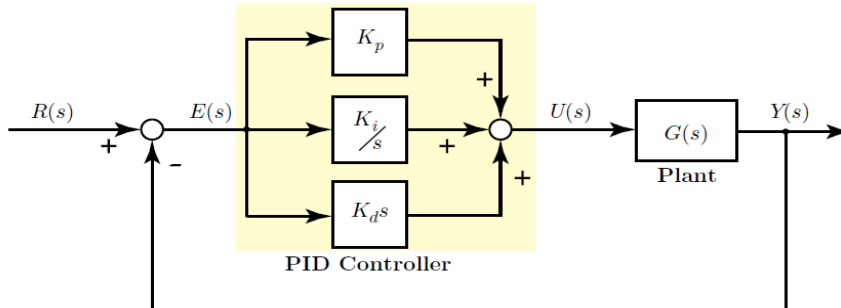 K_p
+
R(s)
E(s)
K_i/s
U(s)
G(s)
Y(s)
+
+
-
+
Plant
K_d s
PID Controller